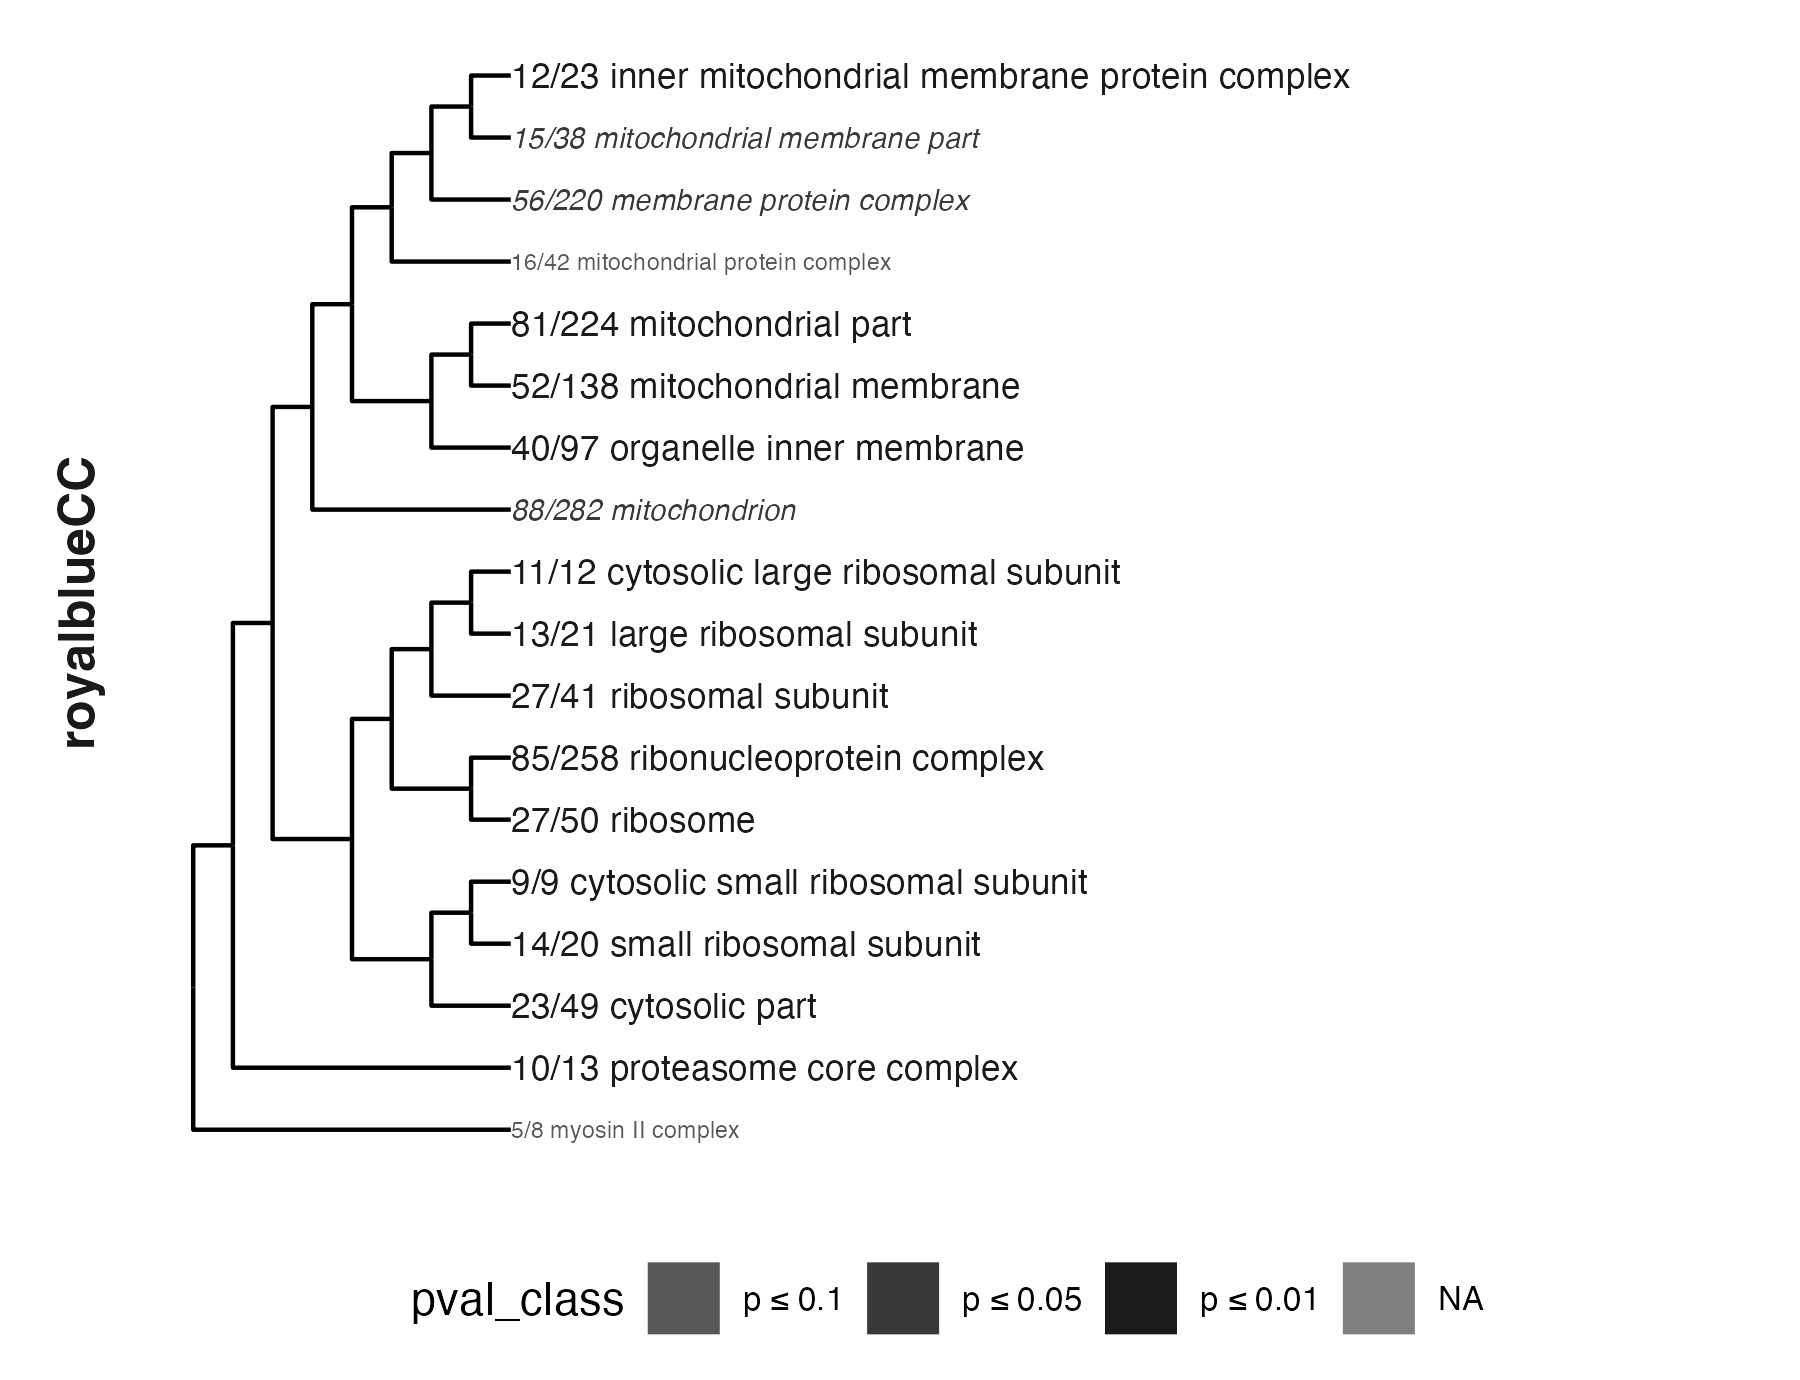 royalblueCC
12/23 inner mitochondrial membrane protein complex
15/38 mitochondrial membrane part
56/220 membrane protein complex
16/42 mitochondrial protein complex
81/224 mitochondrial part
52/138 mitochondrial membrane
40/97 organelle inner membrane
88/282 mitochondrion
11/12 cytosolic large ribosomal subunit
13/21 large ribosomal subunit
27/41 ribosomal subunit
85/258 ribonucleoprotein complex
27/50 ribosome
9/9 cytosolic small ribosomal subunit
14/20 small ribosomal subunit
23/49 cytosolic part
10/13 proteasome core complex
5/8 myosin II complex
pval_class p ≤ 0.1 p ≤ 0.05 p ≤ 0.01 NA